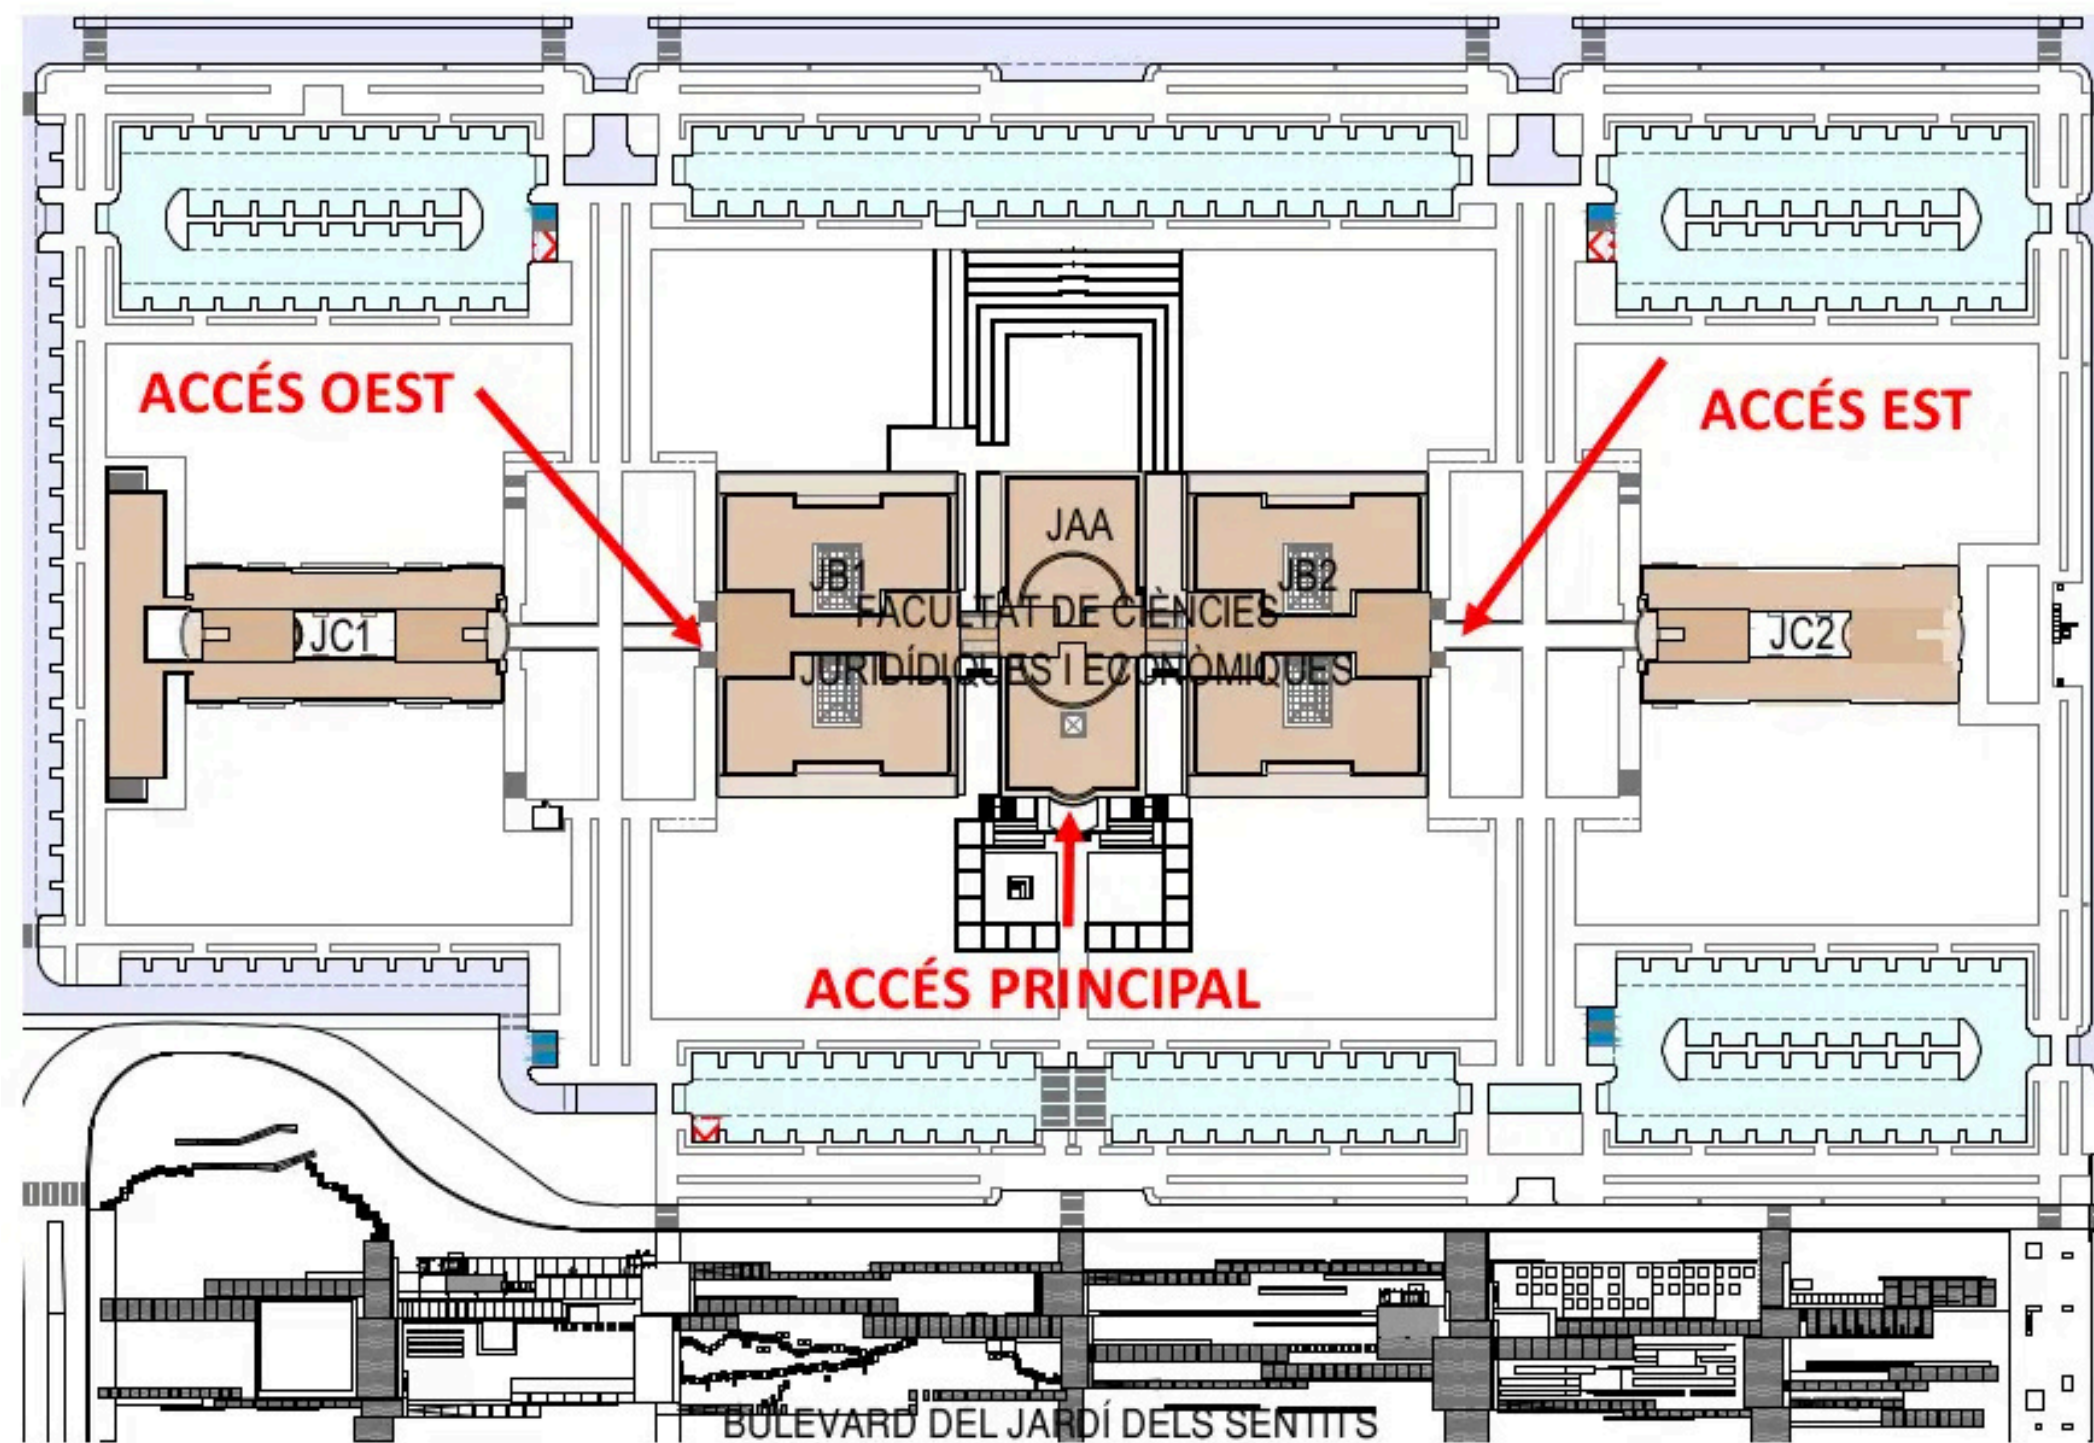 ACCÉS OEST
ACCÉS EST
JAA
JB1
JB2
FACULTAT DE CIÈNCIES
JC1
JC2
JURIDÍDIQUES I ECONÒMIQUES
ACCÉS PRINCIPAL
BULEVARD DEL JARDÍ DELS SENTITS